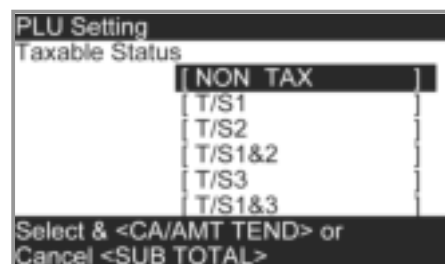 PLU Setting
Taxable Status
[ NON TAX ]
[ T/S1 ]
[ T/S2 ]
[ T/S1&2 ]
[ T/S3 ]
[ T/S1&3 ]
Select & <CA/AMT TEND> or
Cancel <SUB TOTAL>